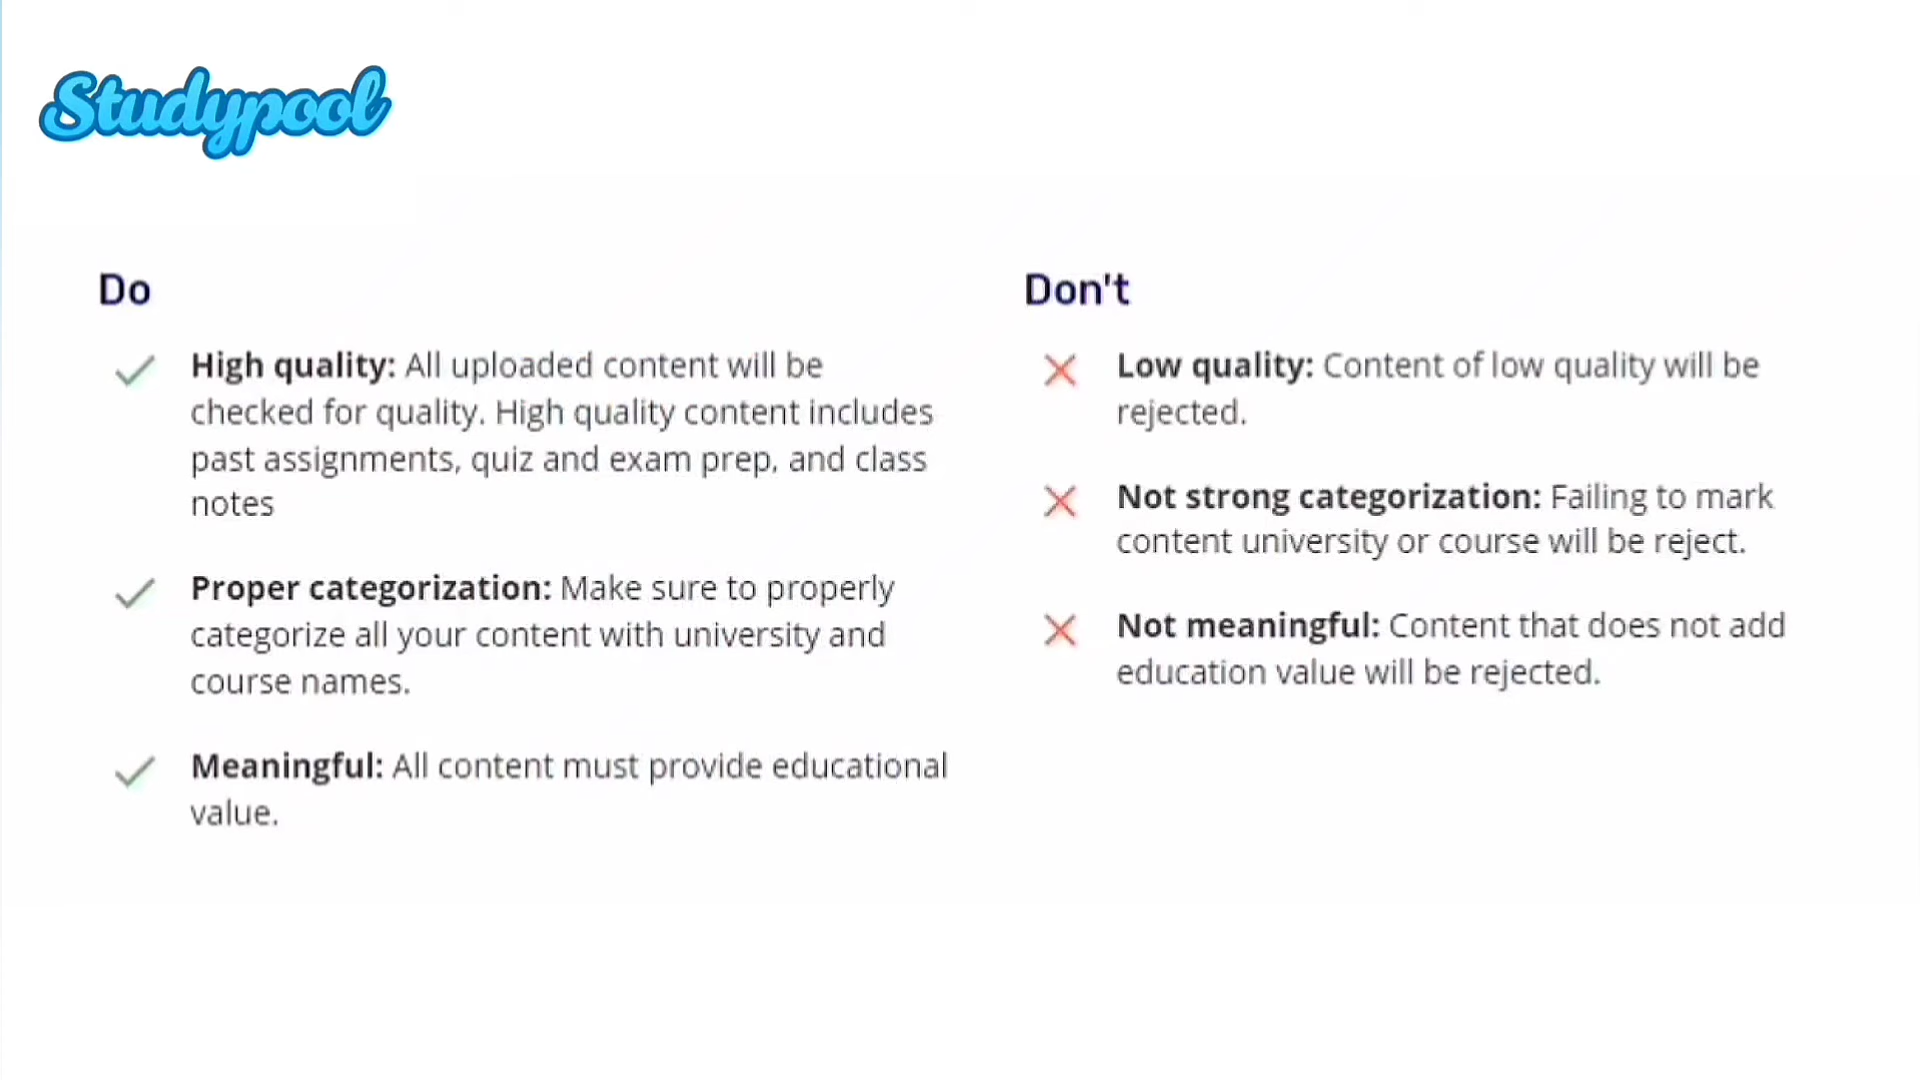 Studypool
Do
High quality: All uploaded content will be
checked for quality. High quality content includes
past assignments, quiz and exam prep, and class
notes
Proper categorization: Make sure to properly
categorize all your content with university and
course names.
Meaningful: All content must provide educational
value.
Don't
Low quality: Content of low quality will be
rejected.
Not strong categorization: Failing to mark
content university or course will be reject.
Not meaningful: Content that does not add
education value will be rejected.